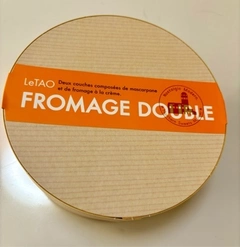 LeTAO
Deux couches composées de mascarpone
et de fromage à la crème.
FROMAGE DOUBLE